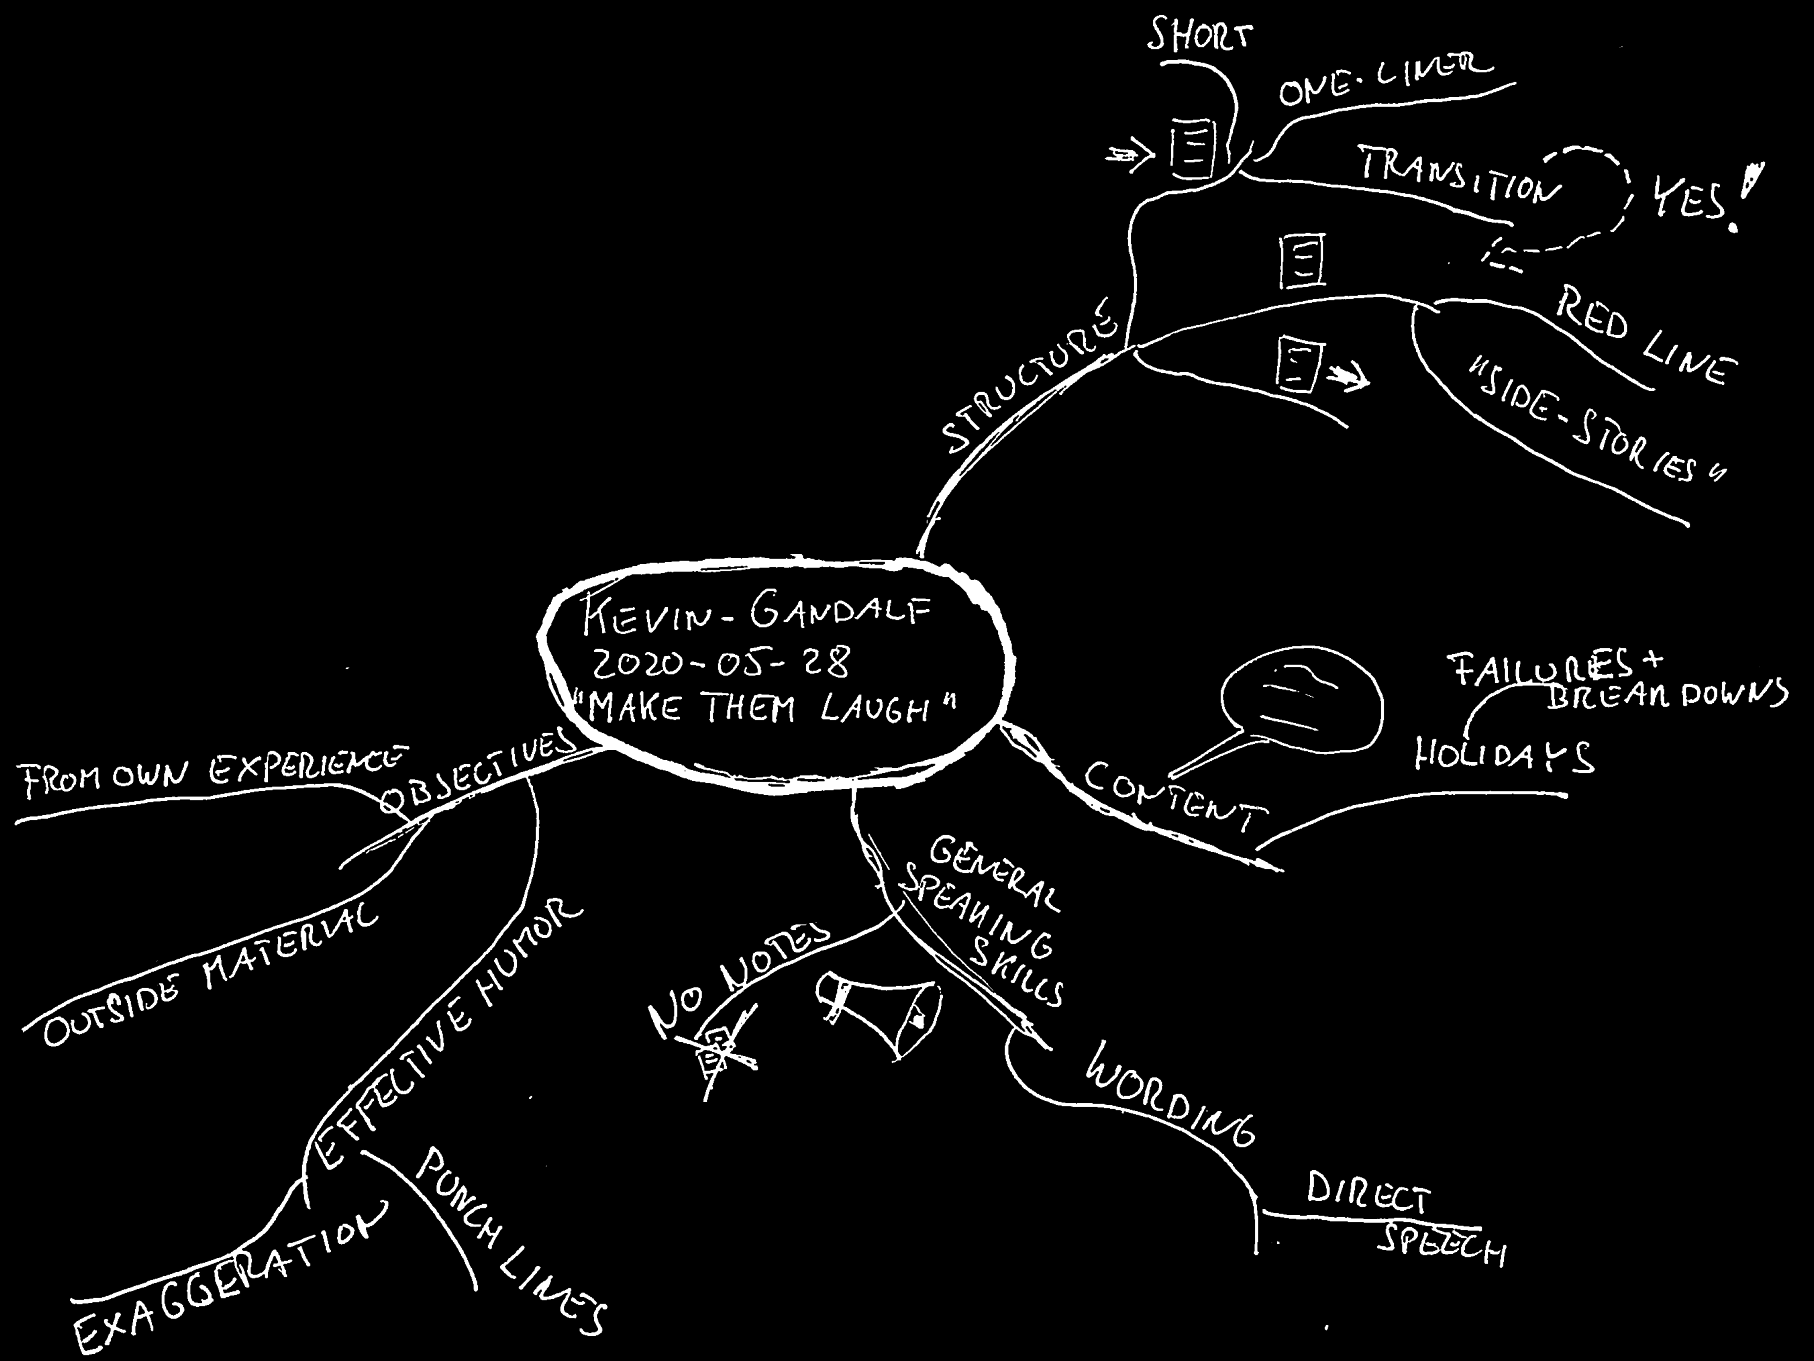 SHORT
ONE-LINER
TRANSITION
YES!
RED LINE
"SIDE-STORIES"
STRUCTURE
KEVIN-GANDALF
2020-05-28
"MAKE THEM LAUGH"
FAILURES +
BREAKDOWNS
HOLIDAYS
CONTENT
GENERAL
SPEAKING
SKILLS
NO NOTES
WORDING
DIRECT
SPEECH
OBJECTIVES
FROM OWN EXPERIENCE
OUTSIDE MATERIAL
EFFECTIVE HUMOR
PUNCH LINES
EXAGGERATION